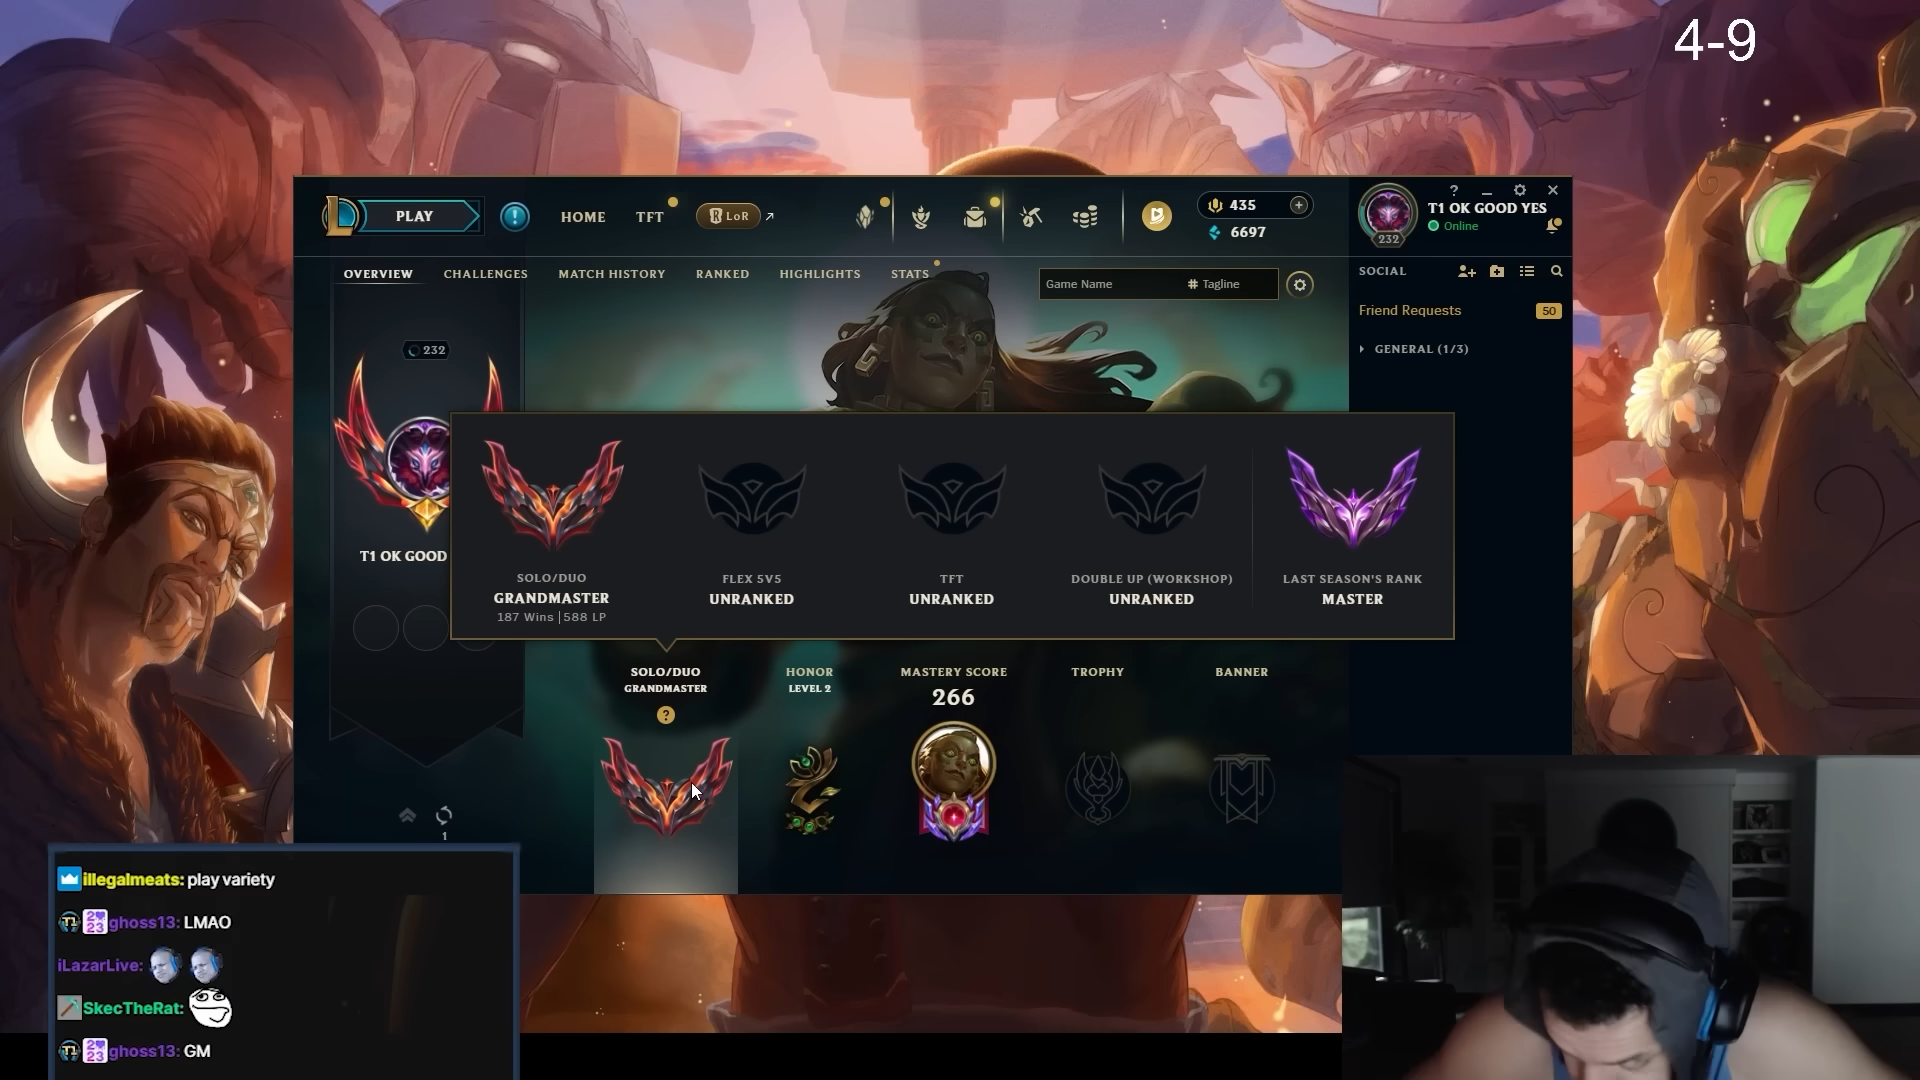 4-9
PLAY
HOME
TFT
LoR
435
6697
T1 OK GOOD YES
Online
232
OVERVIEW
CHALLENGES
MATCH HISTORY
RANKED
HIGHLIGHTS
STATS
Game Name
# Tagline
SOCIAL
Friend Requests
50
GENERAL (1/3)
232
T1 OK GOOD
SOLO/DUO
GRANDMASTER
187 Wins | 588 LP
FLEX 5V5
UNRANKED
TFT
UNRANKED
DOUBLE UP (WORKSHOP)
UNRANKED
LAST SEASON'S RANK
MASTER
SOLO/DUO
GRANDMASTER
?
HONOR
LEVEL 2
MASTERY SCORE
266
TROPHY
BANNER
1
illegalmeats: play variety
ghoss13: LMAO
iLazarLive:
SkecTheRat:
ghoss13: GM